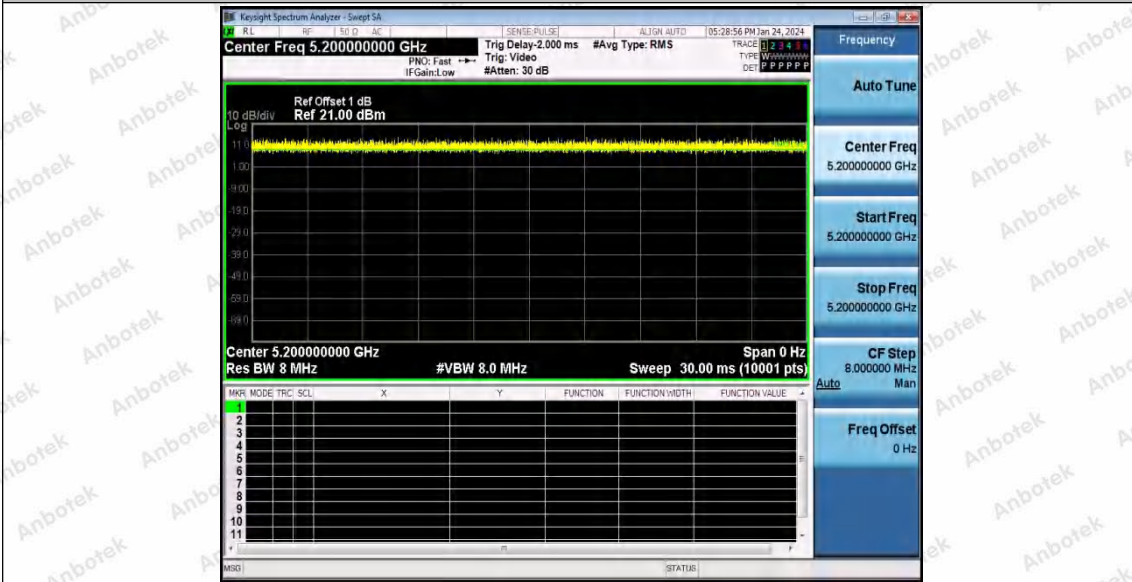 Keysight Spectrum Analyzer - Swept SA
RL RF 50 Ω AC SENSE:PULSE ALIGN AUTO 05:28:56 PM Jan 24, 2024
Center Freq 5.200000000 GHz Trig Delay-2.000 ms #Avg Type: RMS TRACE 1 2 3 4 5 6
PNO: Fast Trig: Video TYPE
IFGain:Low #Atten: 30 dB DET P P P P P P
Ref Offset 1 dB
10 dB/div Ref 21.00 dBm
Log
11.0
1.00
-9.00
-19.0
-29.0
-39.0
-49.0
-59.0
-69.0
Center 5.200000000 GHz Span 0 Hz
Res BW 8 MHz #VBW 8.0 MHz Sweep 30.00 ms (10001 pts)
MKR MODE TRC SCL X Y FUNCTION FUNCTION WIDTH FUNCTION VALUE
1
2
3
4
5
6
7
8
9
10
11
MSG STATUS
Frequency
Auto Tune
Center Freq
5.200000000 GHz
Start Freq
5.200000000 GHz
Stop Freq
5.200000000 GHz
CF Step
8.000000 MHz
Auto Man
Freq Offset
0 Hz
Anbotek